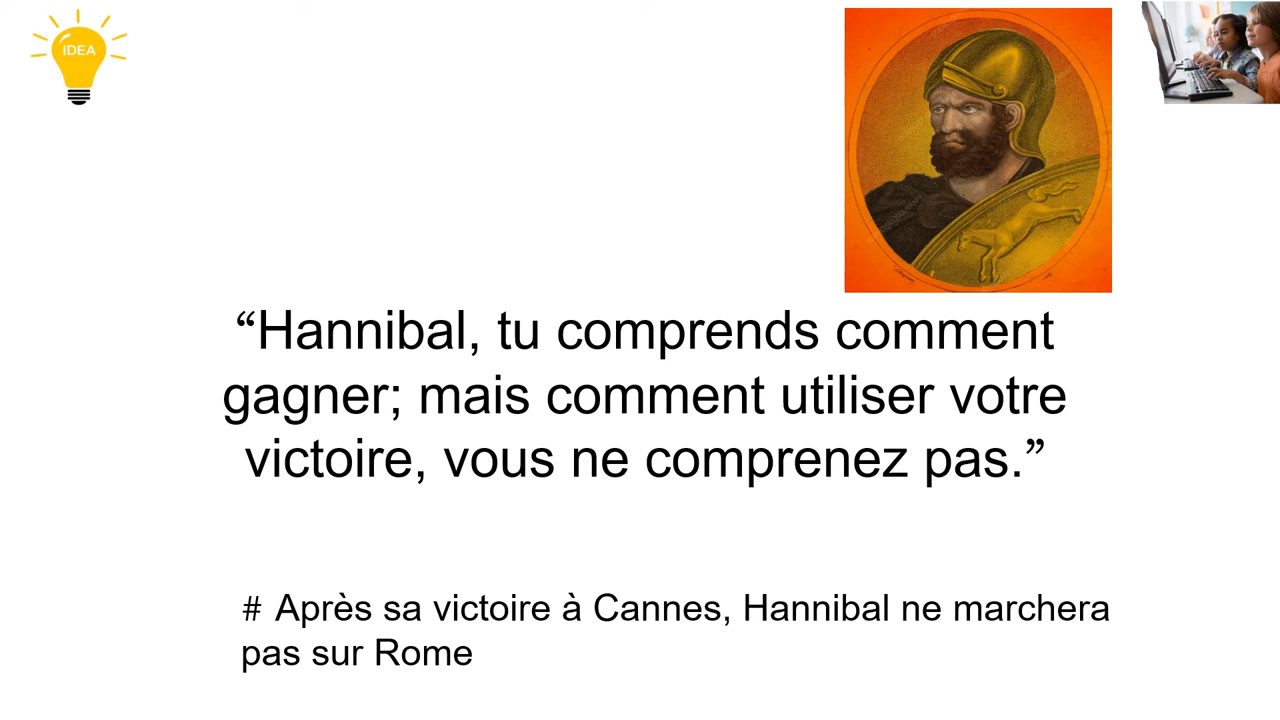 IDEA
“Hannibal, tu comprends comment
gagner; mais comment utiliser votre
victoire, vous ne comprenez pas.”
# Après sa victoire à Cannes, Hannibal ne marchera
pas sur Rome